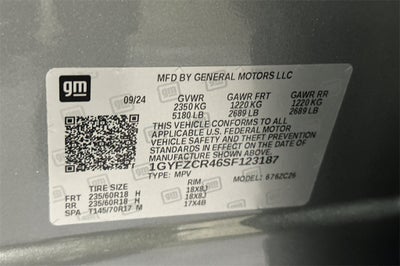 gm
MFD BY GENERAL MOTORS LLC
09/24 GVWR GAWR FRT GAWR RR
2350 KG 1220 KG 1220 KG
5180 LB 2689 LB 2689 LB
THIS VEHICLE CONFORMS TO ALL
APPLICABLE U.S. FEDERAL MOTOR
VEHICLE SAFETY AND THEFT PREVENTION
STANDARDS IN EFFECT ON THE DATE OF
MANUFACTURE SHOWN ABOVE.
1GYFZCR46SF123187
TYPE: MPV MODEL: 6762C26
TIRE SIZE RIM
FRT 235/60R18 H 18X8J
RR 235/60R18 H 18X8J
SPA T145/70R17 M 17X4B